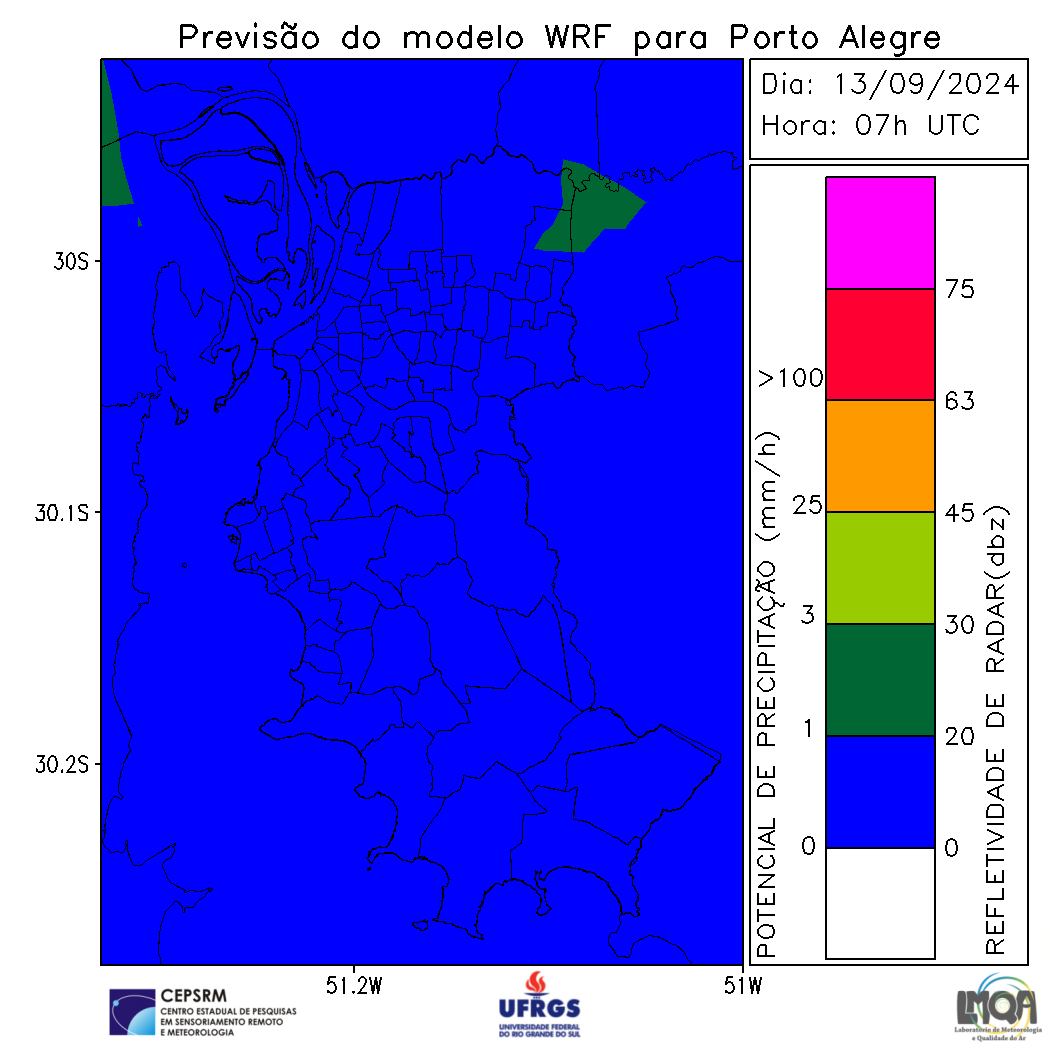 Previsão do modelo WRF para Porto Alegre
Dia: 13/09/2024
Hora: 07h UTC
30S
30.1S
30.2S
51.2W
51W
POTENCIAL DE PRECIPITAÇÃO (mm/h)
>100
25
3
1
0
75
63
45
30
20
0
REFLETIVIDADE DE RADAR(dbz)
CEPSRM
CENTRO ESTADUAL DE PESQUISAS
EM SENSORIAMENTO REMOTO
E METEOROLOGIA
UFRGS
UNIVERSIDADE FEDERAL
DO RIO GRANDE DO SUL
LMQA
Laboratório de Meteorologia
e Qualidade do Ar